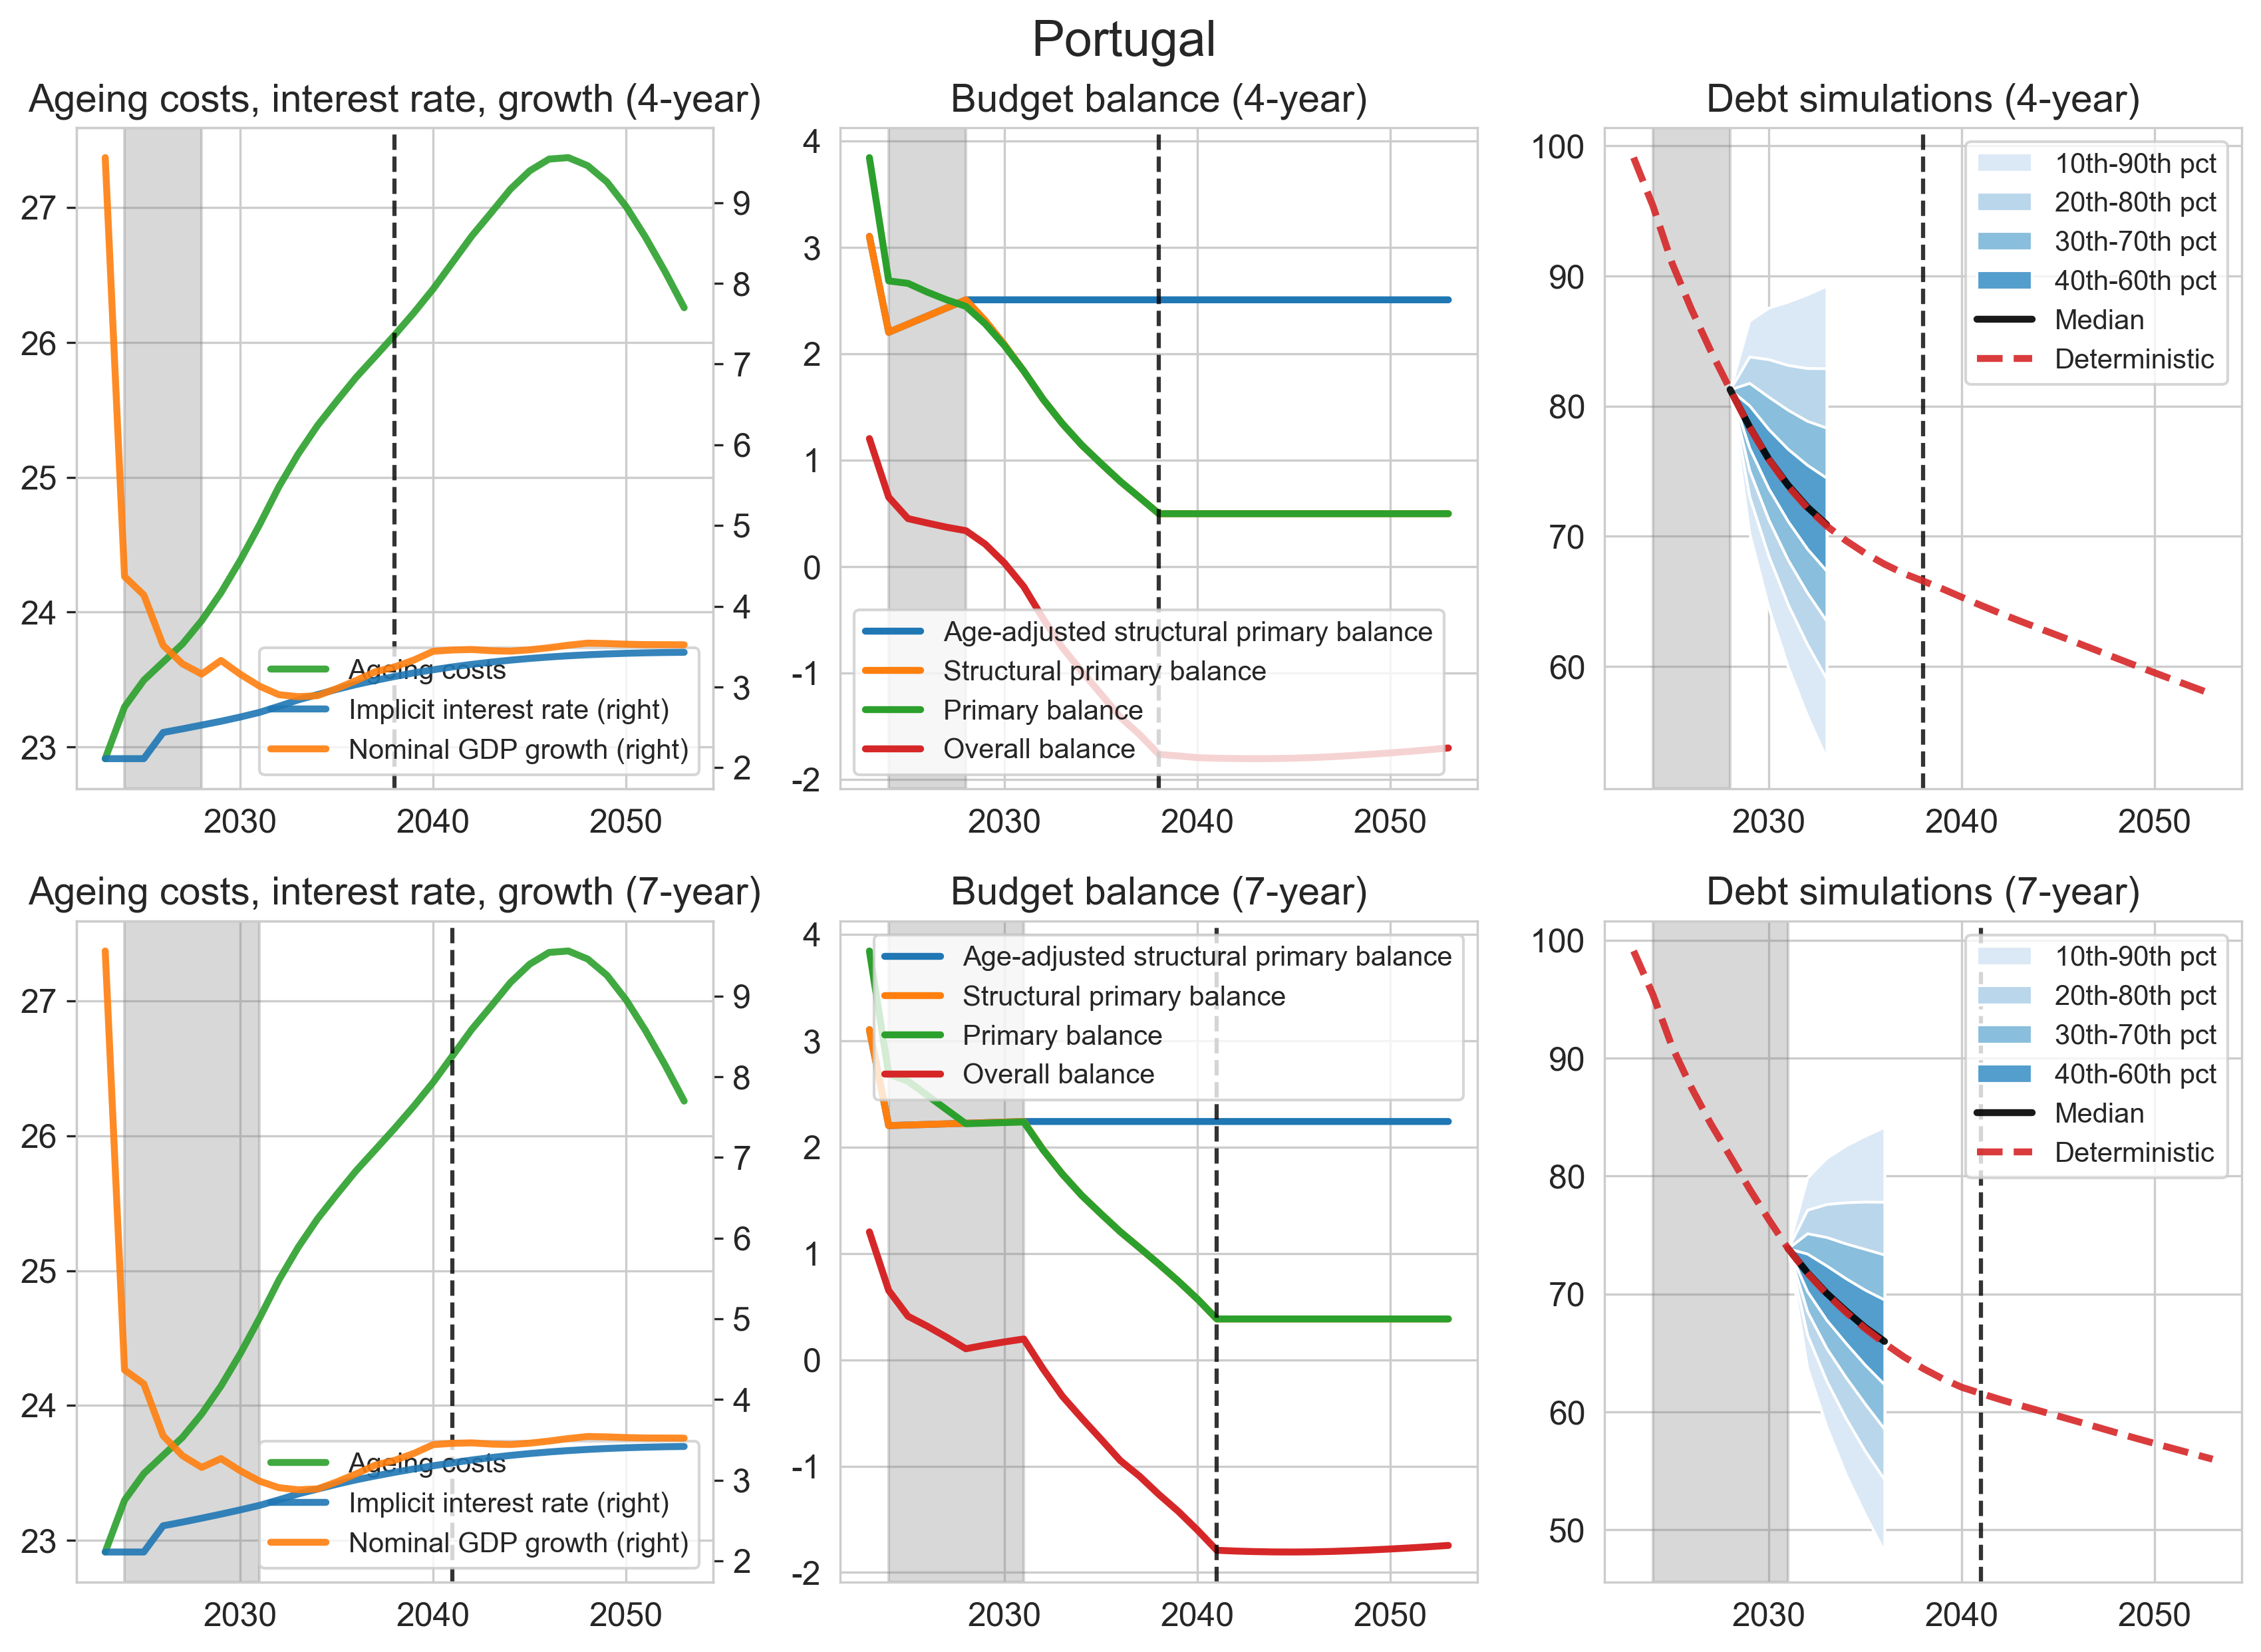 Portugal
Ageing costs, interest rate, growth (4-year)
27
26
25
24
23
9
8
7
6
5
4
3
2
2030
2040
2050
Ageing costs
Implicit interest rate (right)
Nominal GDP growth (right)
Budget balance (4-year)
4
3
2
1
0
-1
-2
2030
2040
2050
Age-adjusted structural primary balance
Structural primary balance
Primary balance
Overall balance
Debt simulations (4-year)
100
90
80
70
60
2030
2040
2050
10th-90th pct
20th-80th pct
30th-70th pct
40th-60th pct
Median
Deterministic
Ageing costs, interest rate, growth (7-year)
27
26
25
24
23
9
8
7
6
5
4
3
2
2030
2040
2050
Ageing costs
Implicit interest rate (right)
Nominal GDP growth (right)
Budget balance (7-year)
4
3
2
1
0
-1
-2
2030
2040
2050
Age-adjusted structural primary balance
Structural primary balance
Primary balance
Overall balance
Debt simulations (7-year)
100
90
80
70
60
50
2030
2040
2050
10th-90th pct
20th-80th pct
30th-70th pct
40th-60th pct
Median
Deterministic